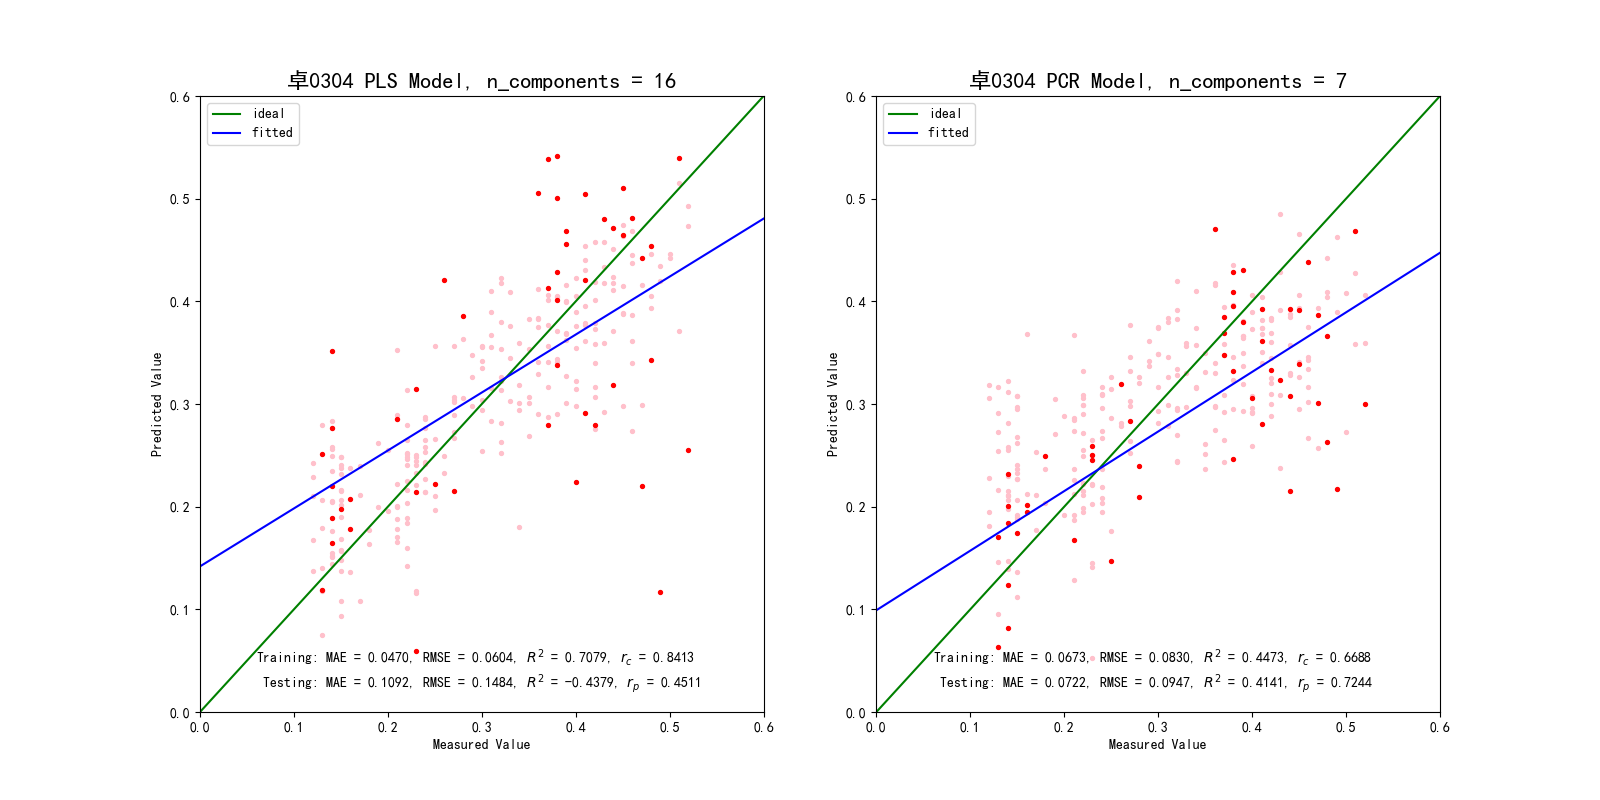 卓0304 PLS Model, n_components = 16
ideal
fitted
0.6
0.5
0.4
0.3
0.2
0.1
0.0
Predicted Value
Training: MAE = 0.0470, RMSE = 0.0604, R² = 0.7079, r_c = 0.8413
Testing: MAE = 0.1092, RMSE = 0.1484, R² = −0.4379, r_p = 0.4511
0.0 0.1 0.2 0.3 0.4 0.5 0.6
Measured Value
卓0304 PCR Model, n_components = 7
ideal
fitted
0.6
0.5
0.4
0.3
0.2
0.1
0.0
Predicted Value
Training: MAE = 0.0673, RMSE = 0.0830, R² = 0.4473, r_c = 0.6688
Testing: MAE = 0.0722, RMSE = 0.0947, R² = 0.4141, r_p = 0.7244
0.0 0.1 0.2 0.3 0.4 0.5 0.6
Measured Value